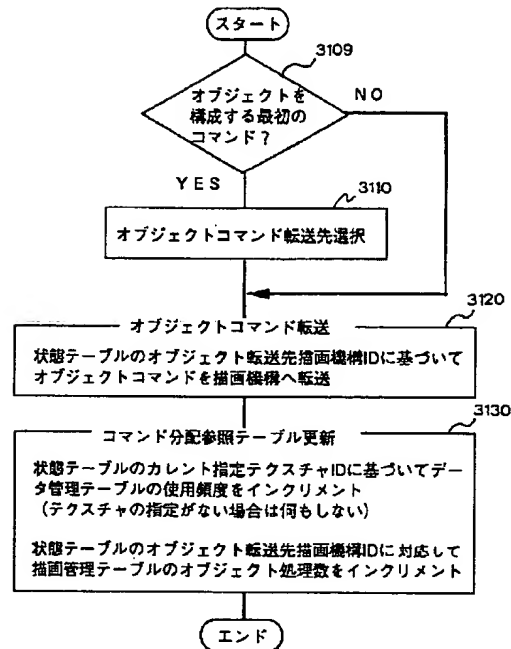 スタート
3109
オブジェクトを
構成する最初の
コマンド?
NO
YES
3110
オブジェクトコマンド転送先選択
3120
オブジェクトコマンド転送
状態テーブルのオブジェクト転送先描画機構IDに基づいて
オブジェクトコマンドを描画機構へ転送
3130
コマンド分配参照テーブル更新
状態テーブルのカレント指定テクスチャIDに基づいてデー
タ管理テーブルの使用頻度をインクリメント
(テクスチャの指定がない場合は何もしない)
状態テーブルのオブジェクト転送先描画機構IDに対応して
描画管理テーブルのオブジェクト処理数をインクリメント
エンド